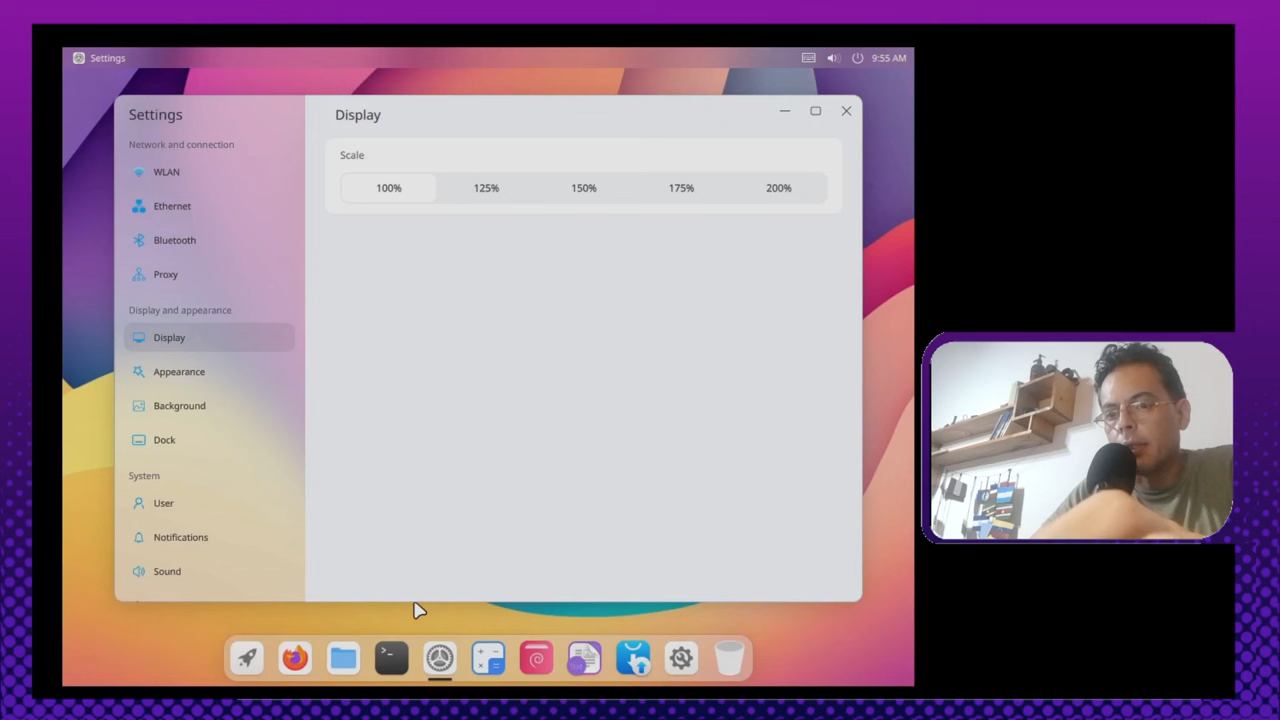 Settings
9:55 AM
Settings
Network and connection
WLAN
Ethernet
Bluetooth
Proxy
Display and appearance
Display
Appearance
Background
Dock
System
User
Notifications
Sound
Display
Scale
100% 125% 150% 175% 200%